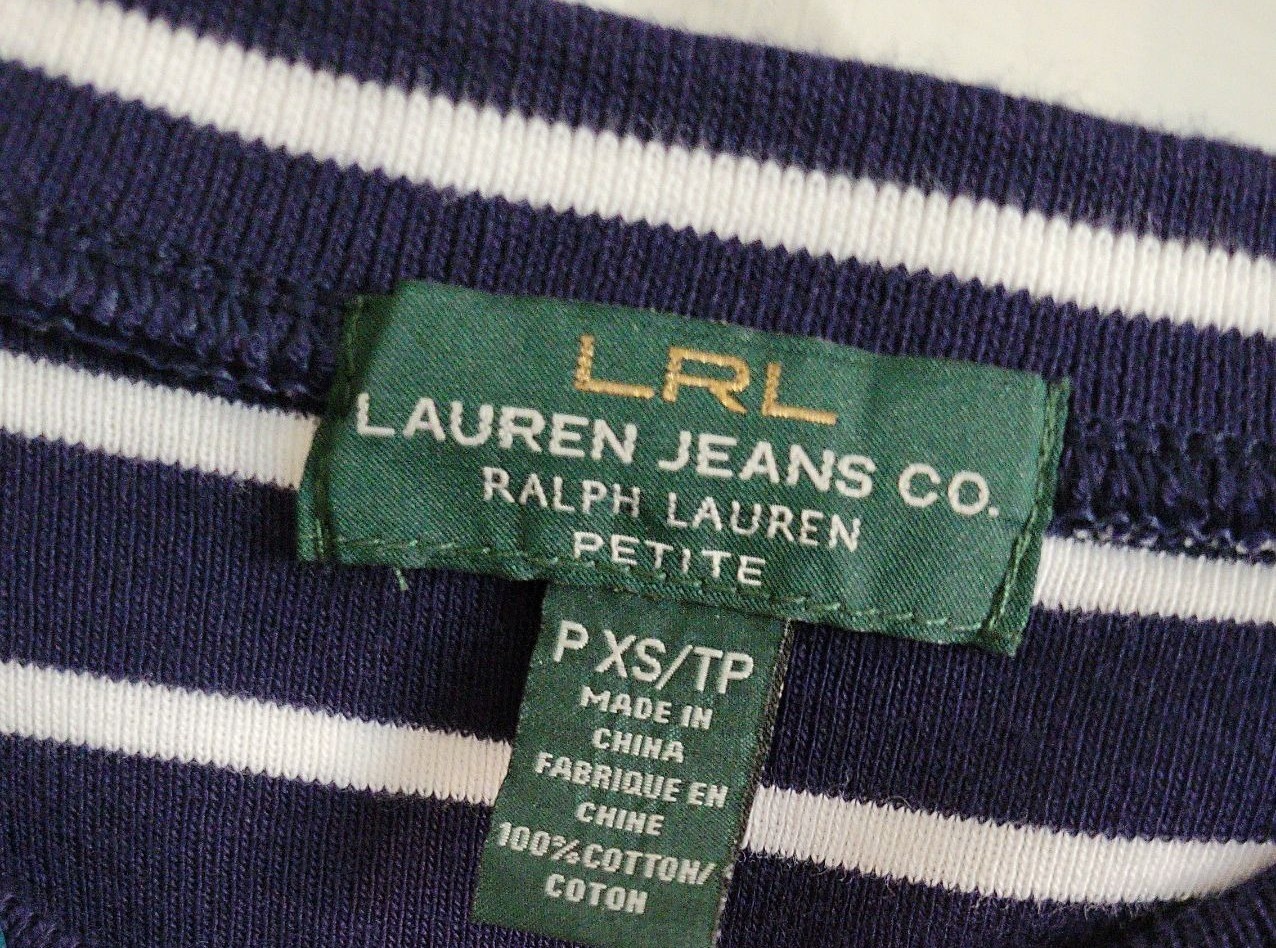 LRL
LAUREN JEANS CO.
RALPH LAUREN
PETITE
P XS/TP
MADE IN
CHINA
FABRIQUE EN
CHINE
100% COTTON/
COTON